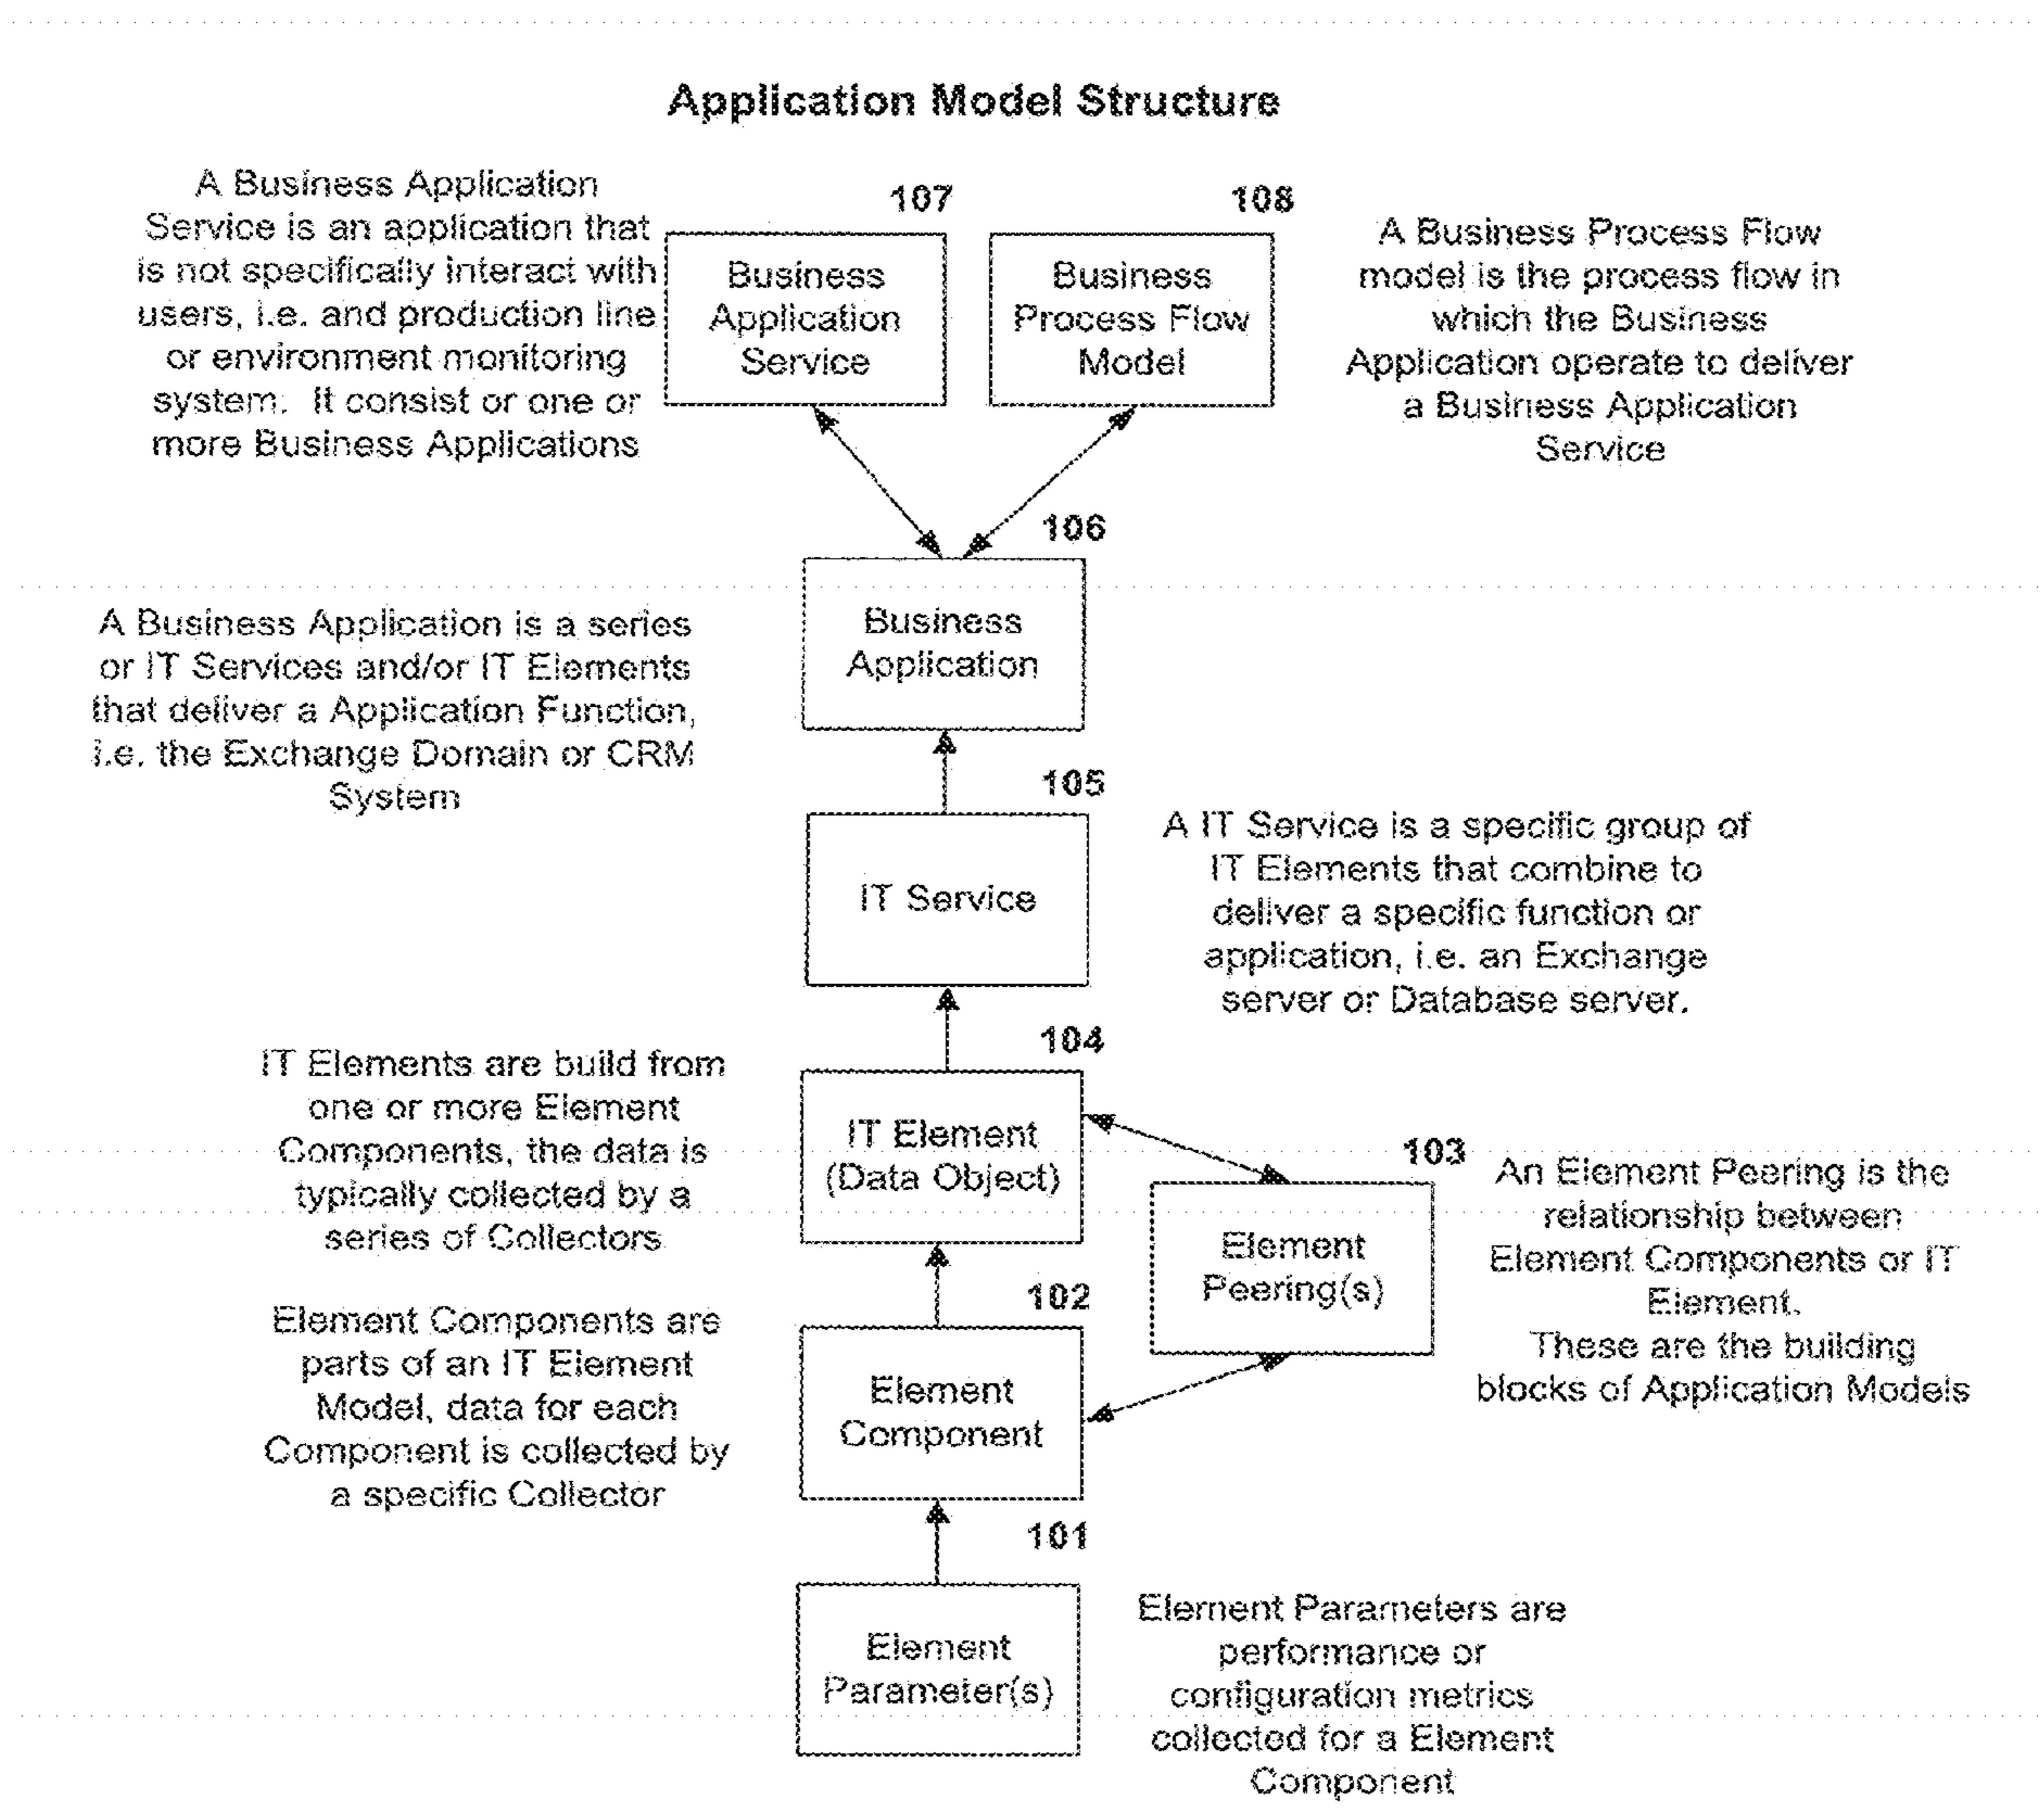 Application Model Structure
A Business Application
Service is an application that
is not specifically interact with
users, i.e. and production line
or environment monitoring
system. It consist or one or
more Business Applications
107
Business
Application
Service
108
Business
Process Flow
Model
A Business Process Flow
model is the process flow in
which the Business
Application operate to deliver
a Business Application
Service
106
Business
Application
A Business Application is a series
or IT Services and/or IT Elements
that deliver a Application Function,
i.e. the Exchange Domain or CRM
System
105
IT Service
A IT Service is a specific group of
IT Elements that combine to
deliver a specific function or
application, i.e. an Exchange
server or Database server.
104
IT Element
(Data Object)
IT Elements are build from
one or more Element
Components, the data is
typically collected by a
series of Collectors
103
Element
Peering(s)
An Element Peering is the
relationship between
Element Components or IT
Element.
These are the building
blocks of Application Models
102
Element
Component
Element Components are
parts of an IT Element
Model, data for each
Component is collected by
a specific Collector
101
Element
Parameter(s)
Element Parameters are
performance or
configuration metrics
collected for a Element
Component